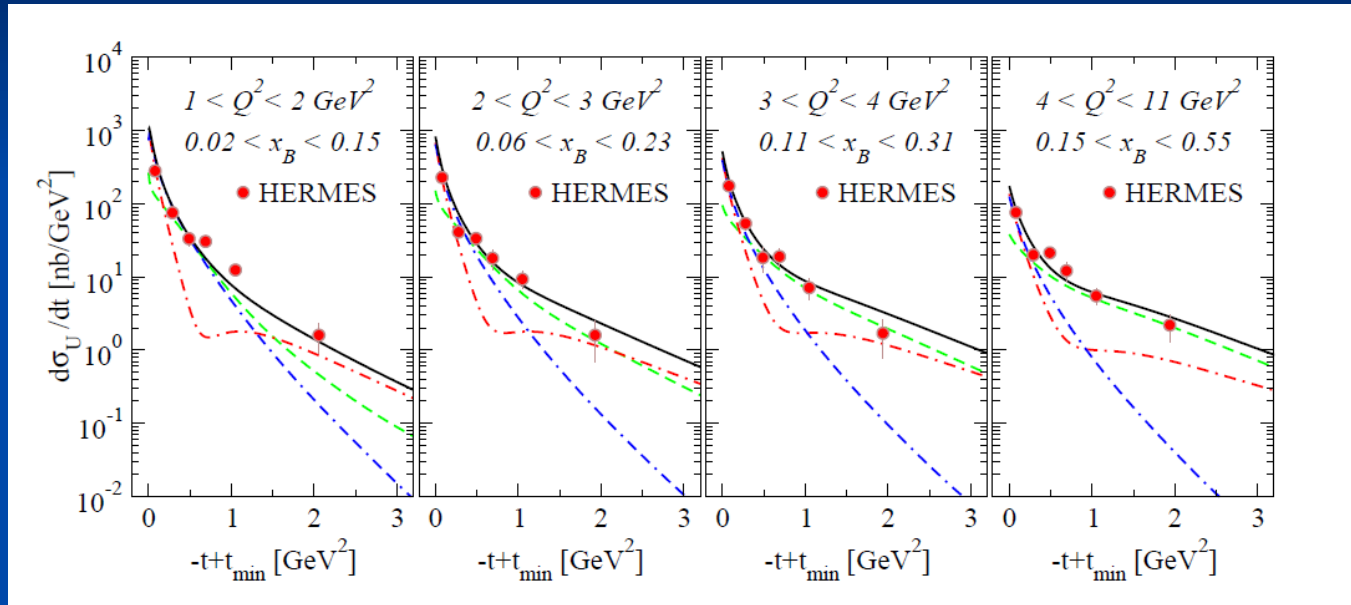 10^4
10^3
10^2
10^1
10^0
10^-1
10^-2
dσ_U/dt [nb/GeV^2]
1 < Q^2 < 2 GeV^2
0.02 < x_B < 0.15
HERMES
2 < Q^2 < 3 GeV^2
0.06 < x_B < 0.23
HERMES
3 < Q^2 < 4 GeV^2
0.11 < x_B < 0.31
HERMES
4 < Q^2 < 11 GeV^2
0.15 < x_B < 0.55
HERMES
0 1 2 3
0 1 2 3
0 1 2 3
0 1 2 3
-t+t_min [GeV^2]
-t+t_min [GeV^2]
-t+t_min [GeV^2]
-t+t_min [GeV^2]